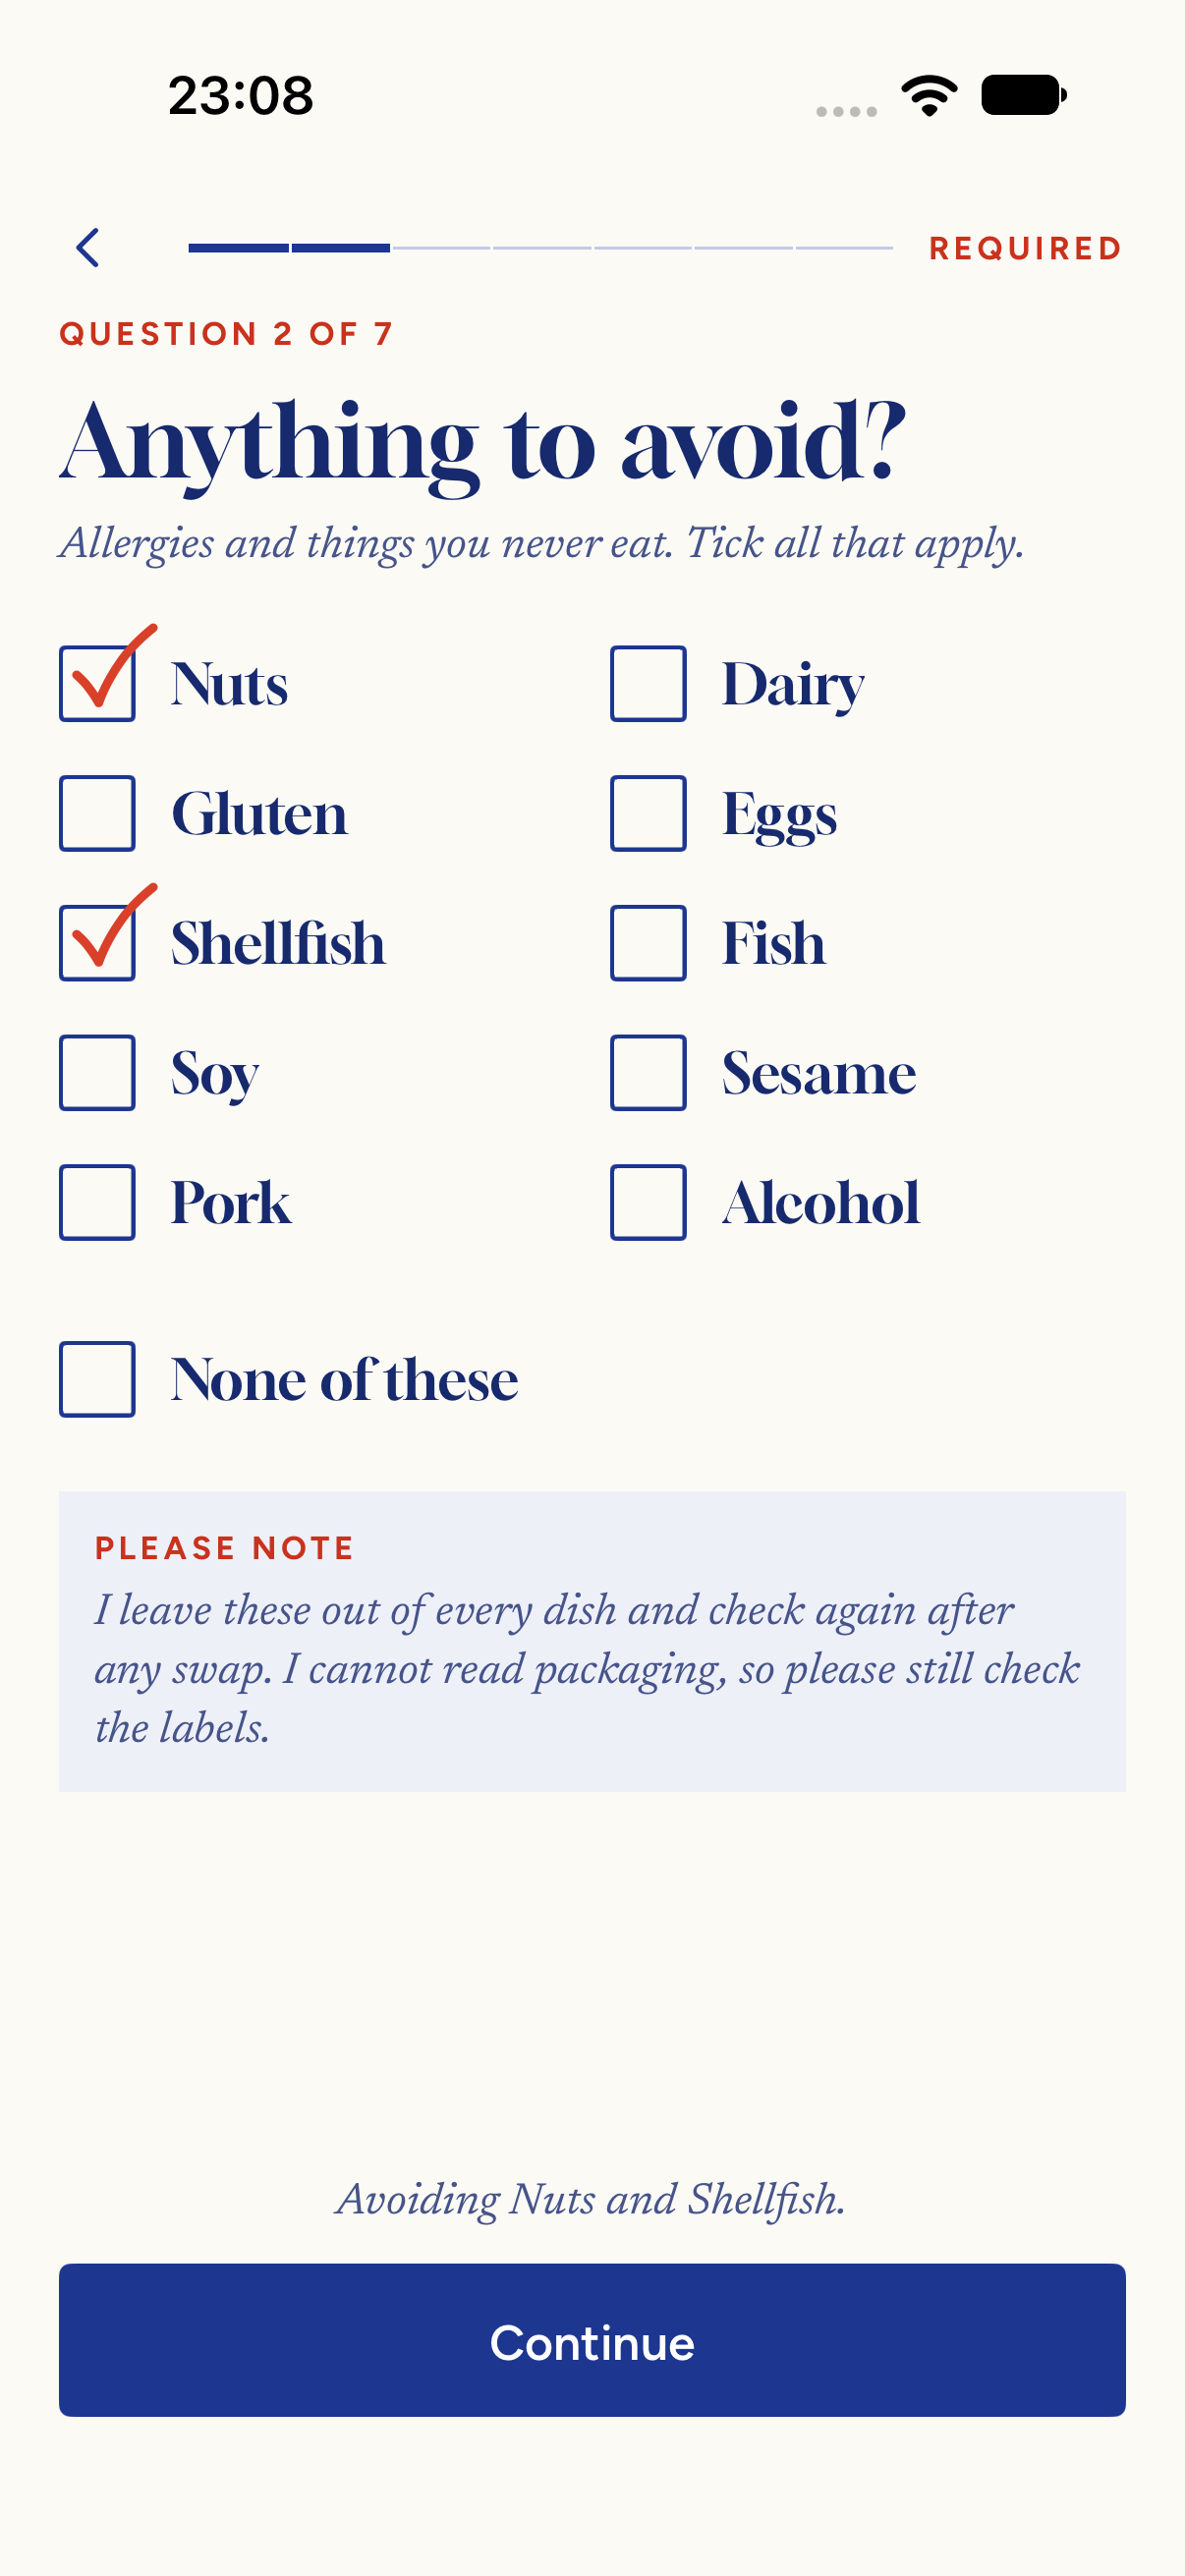 23:08
REQUIRED
QUESTION 2 OF 7
Anything to avoid?
Allergies and things you never eat. Tick all that apply.
Nuts
Dairy
Gluten
Eggs
Shellfish
Fish
Soy
Sesame
Pork
Alcohol
None of these
PLEASE NOTE
I leave these out of every dish and check again after
any swap. I cannot read packaging, so please still check
the labels.
Avoiding Nuts and Shellfish.
Continue